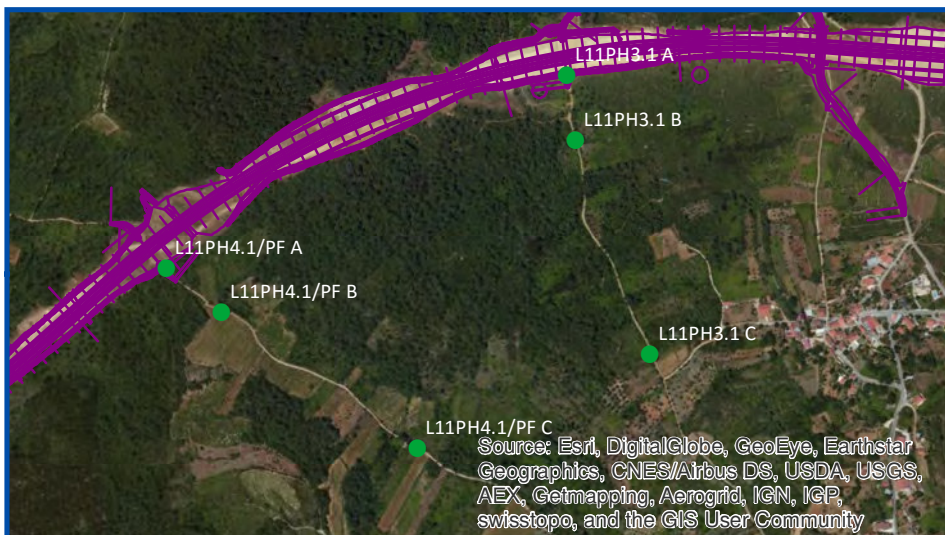 L11PH3.1 A
L11PH3.1 B
L11PH4.1/PF A
L11PH4.1/PF B
L11PH3.1 C
L11PH4.1/PF C
Source: Esri, DigitalGlobe, GeoEye, Earthstar
Geographics, CNES/Airbus DS, USDA, USGS,
AEX, Getmapping, Aerogrid, IGN, IGP,
swisstopo, and the GIS User Community